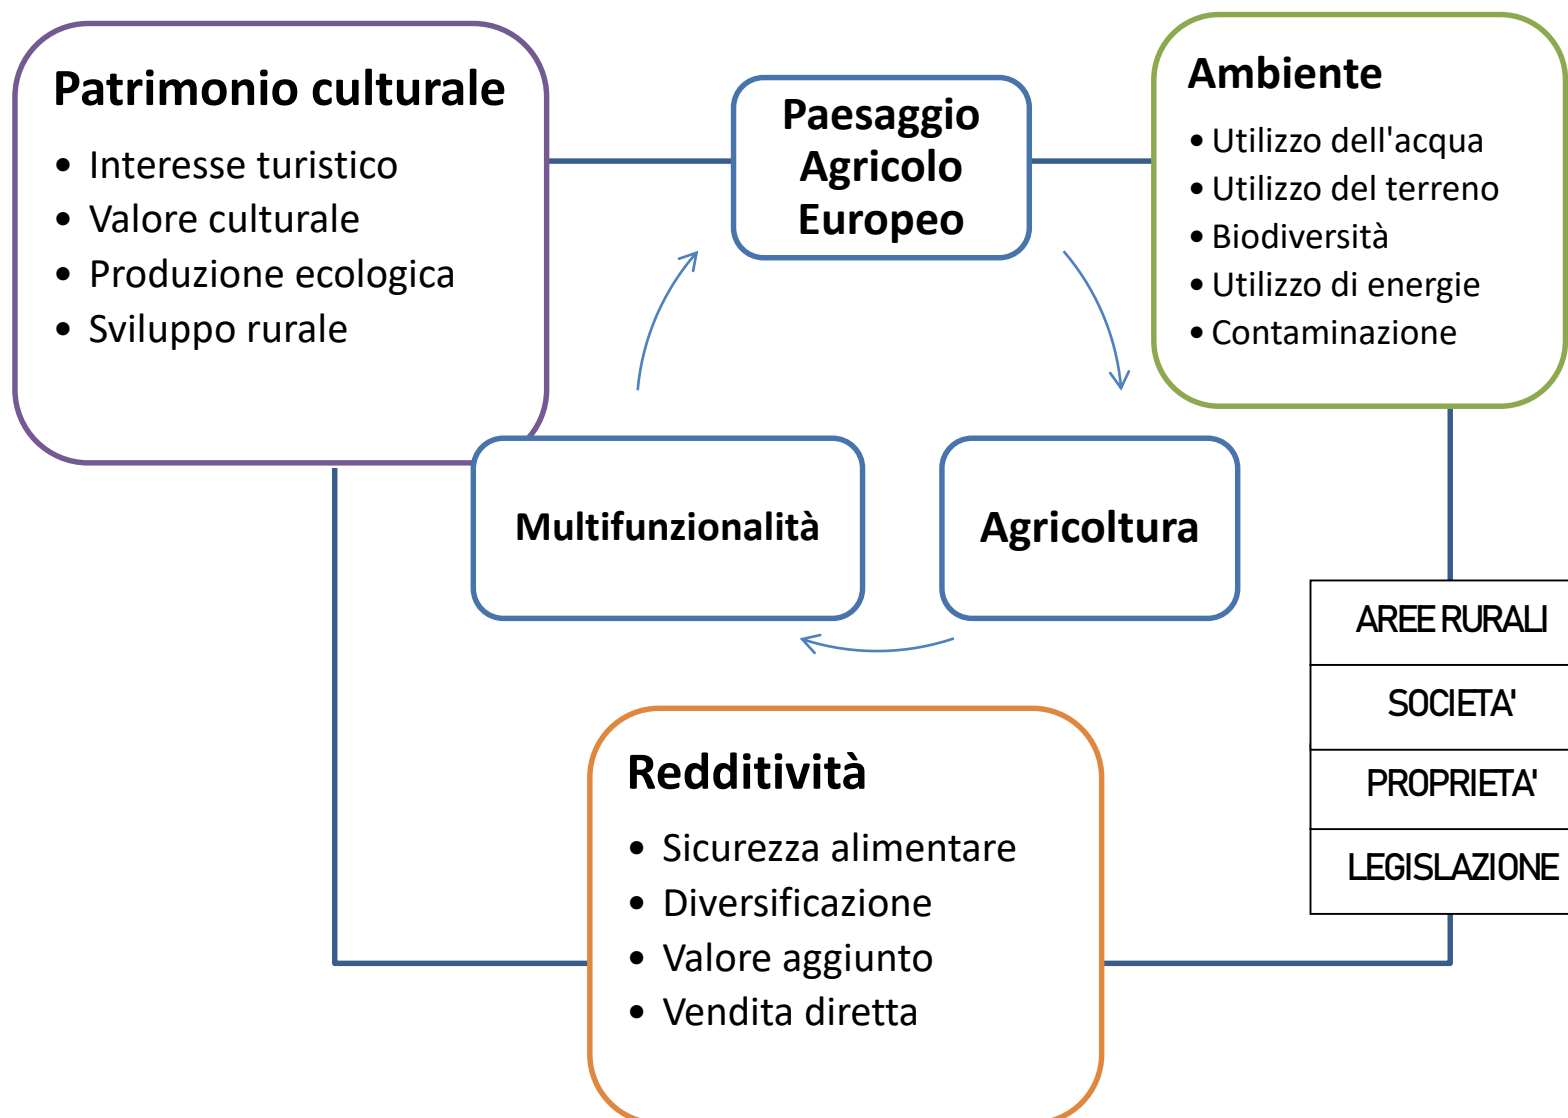 Patrimonio culturale
• Interesse turistico
• Valore culturale
• Produzione ecologica
• Sviluppo rurale
Paesaggio
Agricolo
Europeo
Ambiente
• Utilizzo dell'acqua
• Utilizzo del terreno
• Biodiversità
• Utilizzo di energie
• Contaminazione
Multifunzionalità
Agricoltura
AREE RURALI
SOCIETA'
PROPRIETA'
LEGISLAZIONE
Redditività
• Sicurezza alimentare
• Diversificazione
• Valore aggiunto
• Vendita diretta